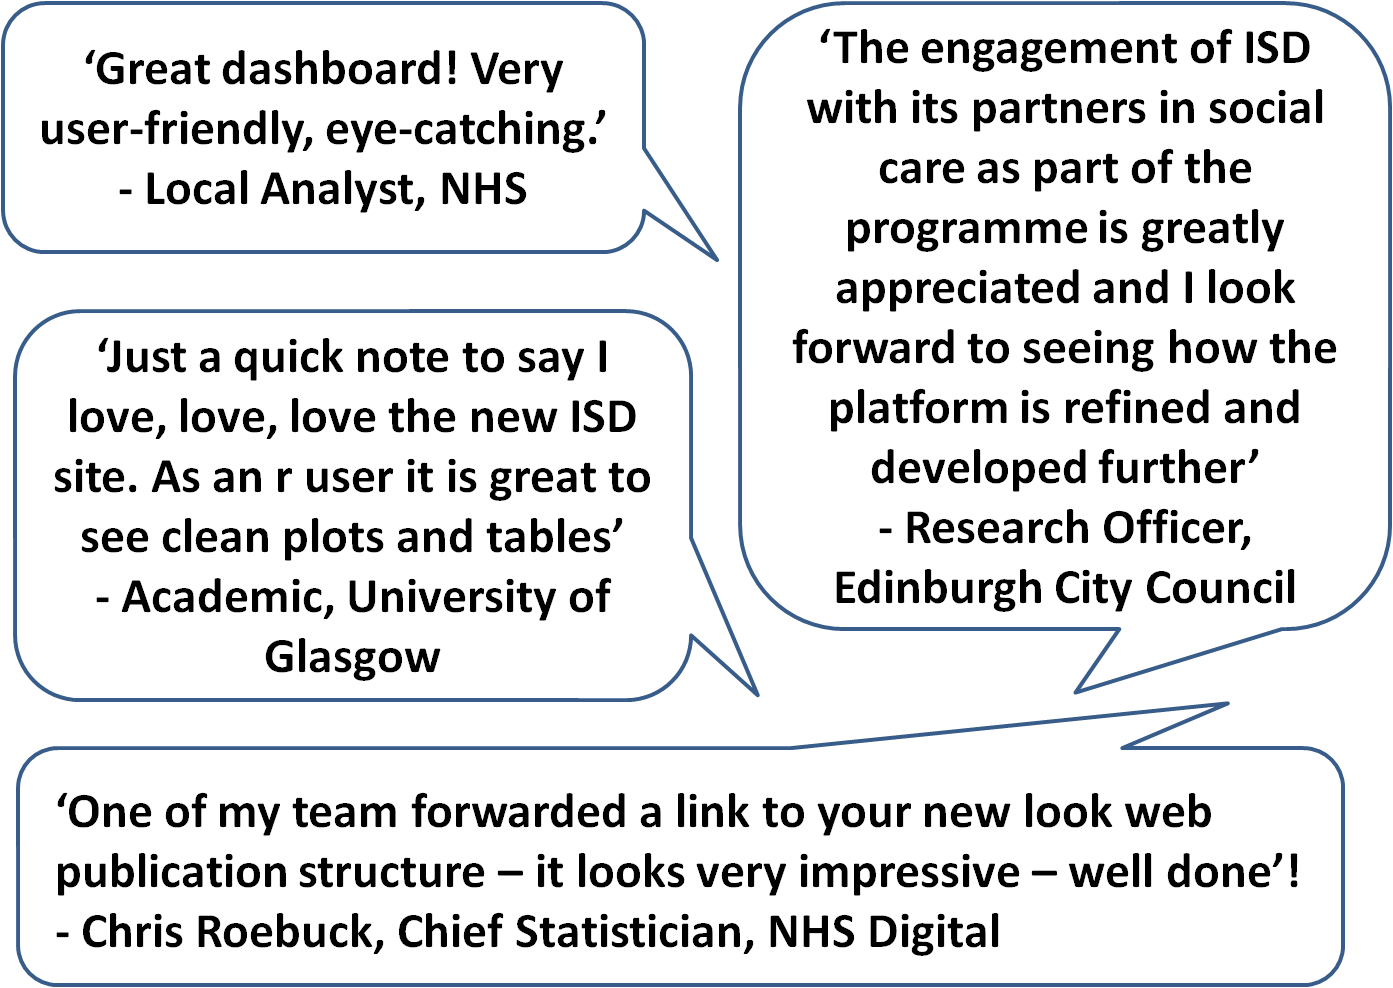 ‘Great dashboard! Very
user-friendly, eye-catching.’
- Local Analyst, NHS
‘The engagement of ISD
with its partners in social
care as part of the
programme is greatly
appreciated and I look
forward to seeing how the
platform is refined and
developed further’
- Research Officer,
Edinburgh City Council
‘Just a quick note to say I
love, love, love the new ISD
site. As an r user it is great to
see clean plots and tables’
- Academic, University of
Glasgow
‘One of my team forwarded a link to your new look web
publication structure – it looks very impressive – well done’!
- Chris Roebuck, Chief Statistician, NHS Digital